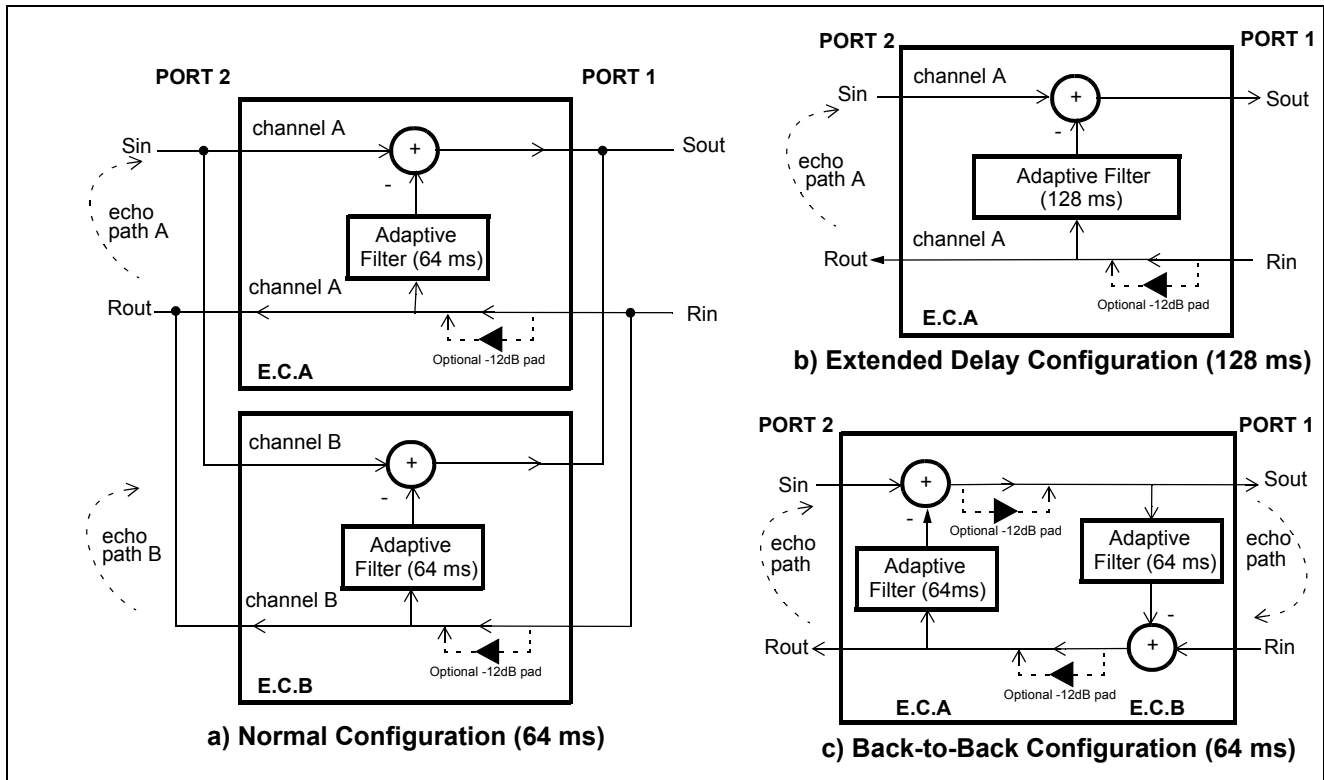 PORT 2
PORT 1
Sin
channel A
+
Sout
-
echo
path A
Adaptive
Filter (64 ms)
channel A
Rout
Rin
Optional -12dB pad
E.C.A
channel B
+
-
echo
path B
Adaptive
Filter (64 ms)
channel B
Optional -12dB pad
E.C.B
a) Normal Configuration (64 ms)
PORT 2
PORT 1
channel A
Sin
+
Sout
-
echo
path A
Adaptive Filter
(128 ms)
channel A
Rout
Rin
Optional -12dB pad
E.C.A
b) Extended Delay Configuration (128 ms)
PORT 2
PORT 1
Sin
+
Sout
-
Optional -12dB pad
echo
path
Adaptive
Filter (64ms)
Adaptive
Filter (64 ms)
echo
path
-
Rout
+
Rin
Optional -12dB pad
E.C.A
E.C.B
c) Back-to-Back Configuration (64 ms)